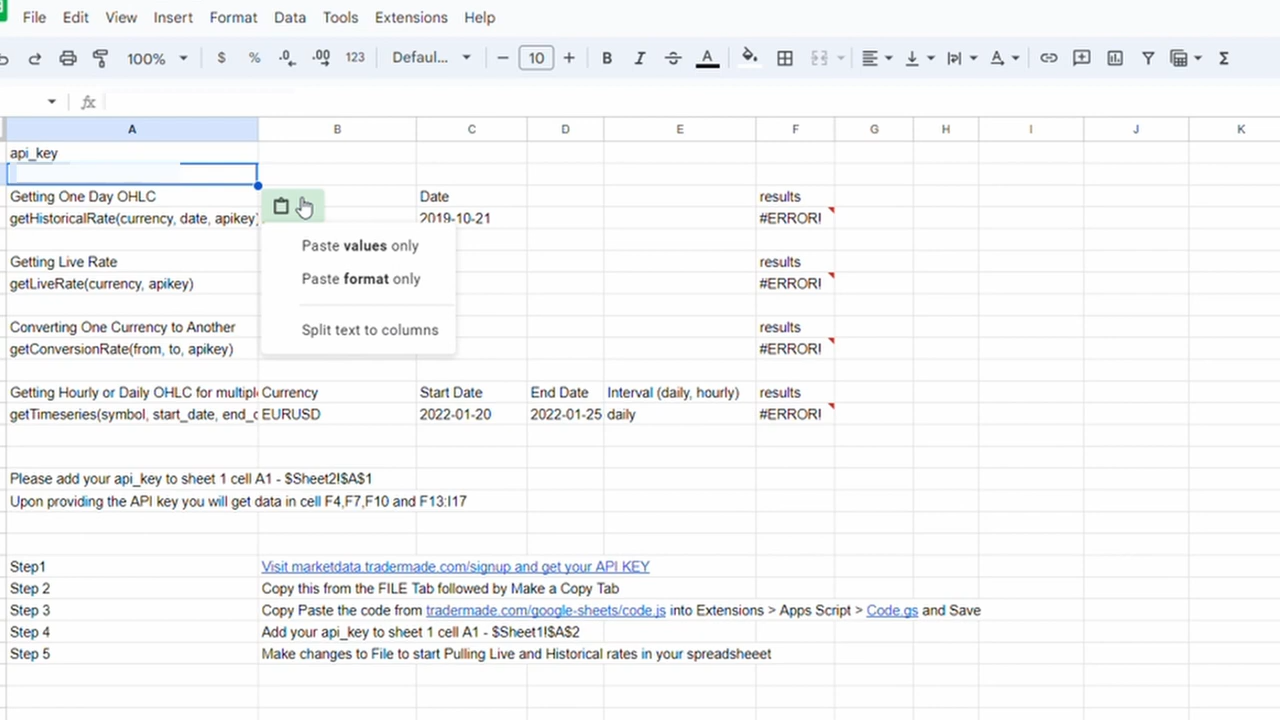 File Edit View Insert Format Data Tools Extensions Help
100% $ % .0 .00 123 Defaul... 10 B I A Σ
fx
A B C D E F G H I J K
api_key
Getting One Day OHLC Date results
getHistoricalRate(currency, date, apikey) 2019-10-21 #ERROR!
Paste values only
Getting Live Rate results
Paste format only
getLiveRate(currency, apikey) #ERROR!
Converting One Currency to Another Split text to columns results
getConversionRate(from, to, apikey) #ERROR!
Getting Hourly or Daily OHLC for multiple Currency Start Date End Date Interval (daily, hourly) results
getTimeseries(symbol, start_date, end_d EURUSD 2022-01-20 2022-01-25 daily #ERROR!
Please add your api_key to sheet 1 cell A1 - $Sheet2!$A$1
Upon providing the API key you will get data in cell F4,F7,F10 and F13:I17
Step1 Visit marketdata.tradermade.com/signup and get your API KEY
Step 2 Copy this from the FILE Tab followed by Make a Copy Tab
Step 3 Copy Paste the code from tradermade.com/google-sheets/code.js into Extensions > Apps Script > Code.gs and Save
Step 4 Add your api_key to sheet 1 cell A1 - $Sheet1!$A$2
Step 5 Make changes to File to start Pulling Live and Historical rates in your spreadsheeet